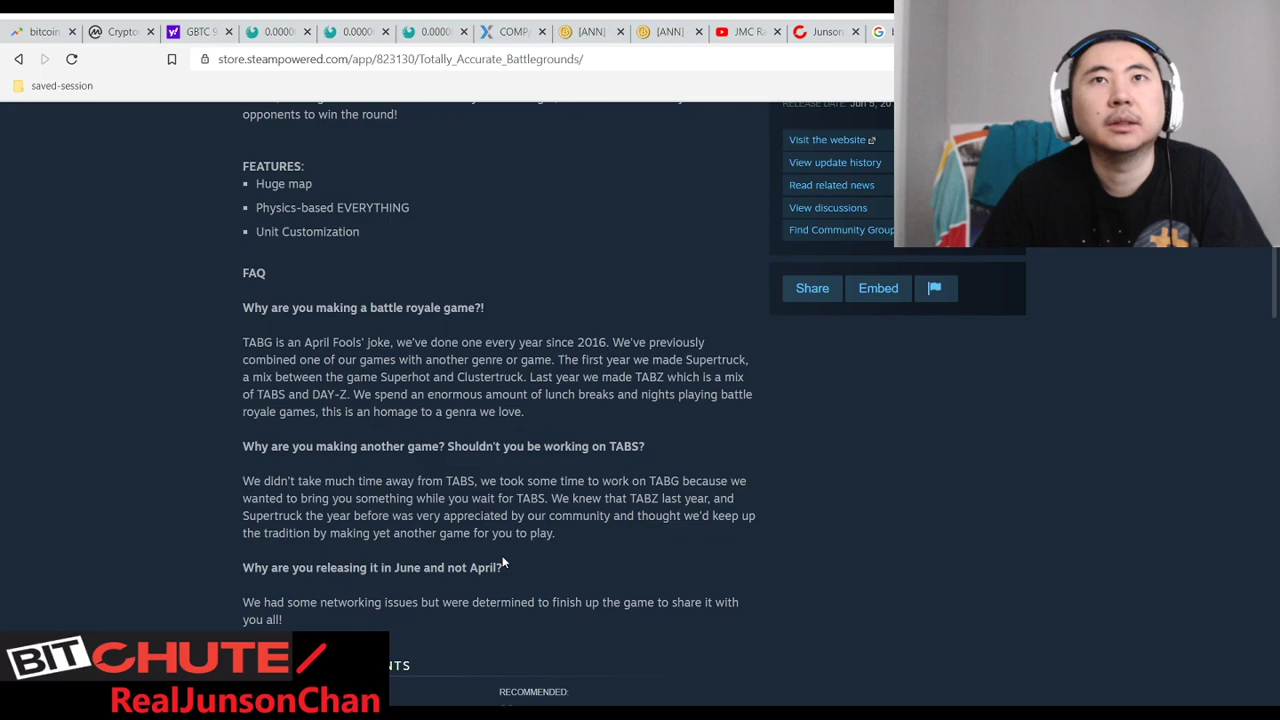 bitcoin
Crypto
GBTC 9
0.0000
0.0000
0.0000
COMP
[ANN]
[ANN]
JMC Ra
Junson
store.steampowered.com/app/823130/Totally_Accurate_Battlegrounds/
saved-session
opponents to win the round!
FEATURES:
Huge map
Physics-based EVERYTHING
Unit Customization
FAQ
Why are you making a battle royale game?!
TABG is an April Fools' joke, we've done one every year since 2016. We've previously
combined one of our games with another genre or game. The first year we made Supertruck,
a mix between the game Superhot and Clustertruck. Last year we made TABZ which is a mix
of TABS and DAY-Z. We spend an enormous amount of lunch breaks and nights playing battle
royale games, this is an homage to a genra we love.
Why are you making another game? Shouldn't you be working on TABS?
We didn't take much time away from TABS, we took some time to work on TABG because we
wanted to bring you something while you wait for TABS. We knew that TABZ last year, and
Supertruck the year before was very appreciated by our community and thought we'd keep up
the tradition by making yet another game for you to play.
Why are you releasing it in June and not April?
We had some networking issues but were determined to finish up the game to share it with
you all!
NTS
RECOMMENDED:
RELEASE DATE: Jun 5, 20
Visit the website
View update history
Read related news
View discussions
Find Community Group
Share
Embed
BITCHUTE
RealJunsonChan